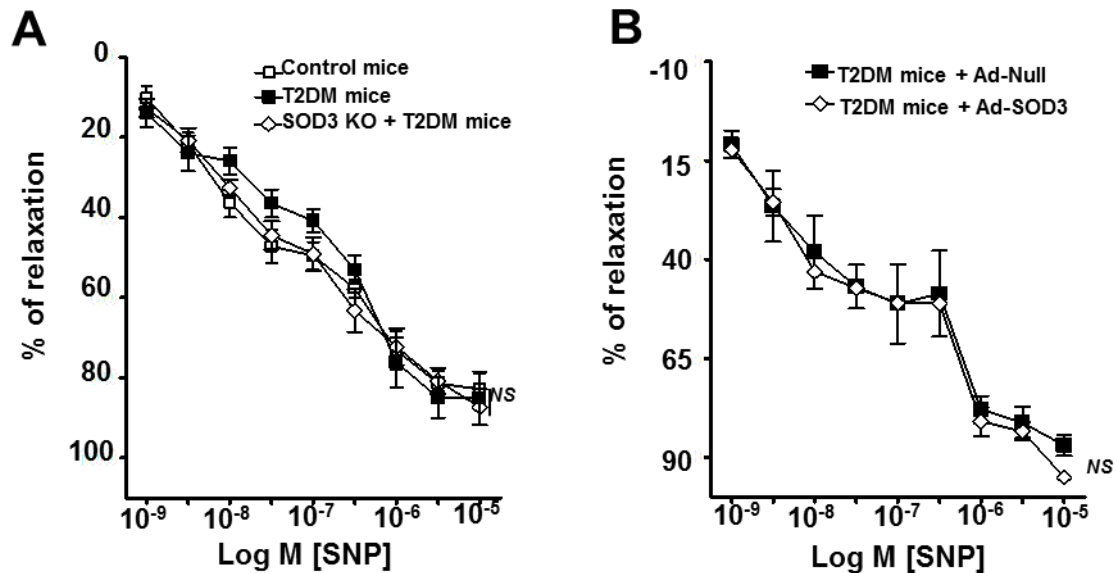 A
0
20
40
60
80
100
% of relaxation
Control mice
T2DM mice
SOD3 KO + T2DM mice
NS
10⁻⁹ 10⁻⁸ 10⁻⁷ 10⁻⁶ 10⁻⁵
Log M [SNP]
B
-10
15
40
65
90
% of relaxation
T2DM mice + Ad-Null
T2DM mice + Ad-SOD3
NS
10⁻⁹ 10⁻⁸ 10⁻⁷ 10⁻⁶ 10⁻⁵
Log M [SNP]